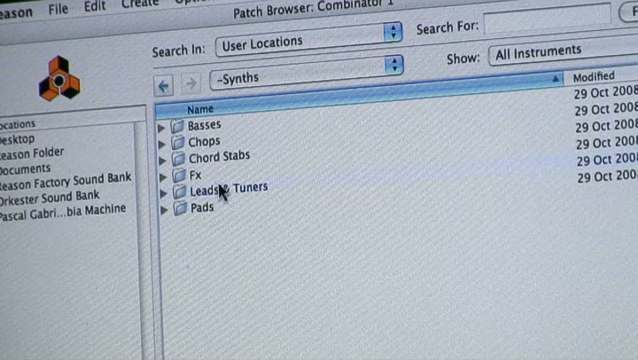 eason File Edit Create
Patch Browser: Combinator 1
Search In: User Locations
Search For:
-Synths
Show: All Instruments
ocations
esktop
eason Folder
ocuments
eason Factory Sound Bank
rkester Sound Bank
Pascal Gabri...bia Machine
Name
Modified
Basses
29 Oct 2008
Chops
29 Oct 2008
Chord Stabs
29 Oct 2008
Fx
29 Oct 2008
Leads & Tuners
29 Oct 2008
Pads
29 Oct 2008